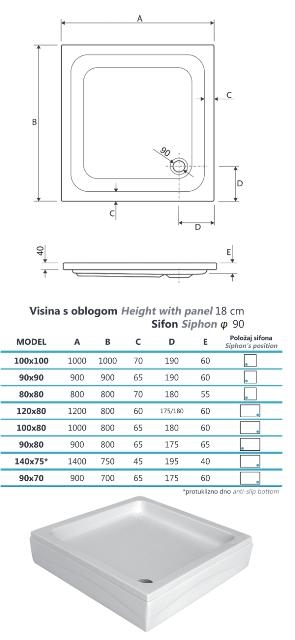 A
C
B
90
D
C
D
40
E
Visina s oblogom Height with panel 18 cm
Sifon Siphon φ 90
MODEL A B C D E Položaj sifona Siphon's position
100x100 1000 1000 70 190 60
90x90 900 900 65 190 60
80x80 800 800 70 180 55
120x80 1200 800 60 175/180 60
100x80 1000 800 65 180 60
90x80 900 800 65 175 65
140x75* 1400 750 45 195 40
90x70 900 700 65 175 60
*protuklizno dno anti-slip bottom